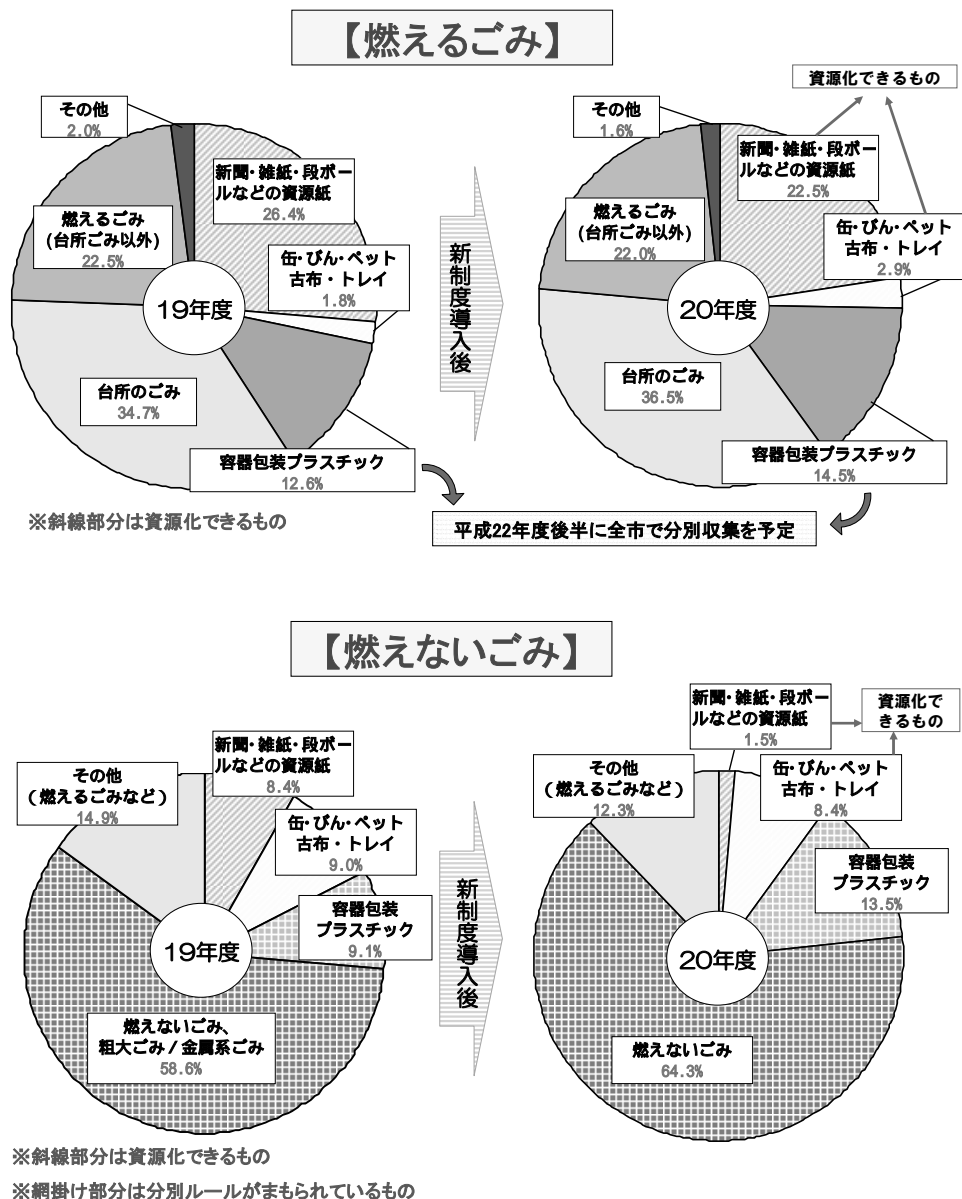 【燃えるごみ】
資源化できるもの
その他
2.0%
新聞・雑紙・段ボー
ルなどの資源紙
26.4%
燃えるごみ
(台所ごみ以外)
22.5%
缶・びん・ペット
古布・トレイ
1.8%
19年度
台所のごみ
34.7%
容器包装プラスチック
12.6%
新制度導入後
その他
1.6%
新聞・雑紙・段ボー
ルなどの資源紙
22.5%
燃えるごみ
(台所ごみ以外)
22.0%
缶・びん・ペット
古布・トレイ
2.9%
20年度
台所のごみ
36.5%
容器包装プラスチック
14.5%
※斜線部分は資源化できるもの
平成22年度後半に全市で分別収集を予定
【燃えないごみ】
新聞・雑紙・段ボー
ルなどの資源紙
8.4%
その他
(燃えるごみなど)
14.9%
缶・びん・ペット
古布・トレイ
9.0%
容器包装
プラスチック
9.1%
19年度
燃えないごみ、
粗大ごみ/金属系ごみ
58.6%
新制度導入後
新聞・雑紙・段ボー
ルなどの資源紙
1.5%
資源化で
きるもの
その他
(燃えるごみなど)
12.3%
缶・びん・ペット
古布・トレイ
8.4%
容器包装
プラスチック
13.5%
20年度
燃えないごみ
64.3%
※斜線部分は資源化できるもの
※網掛け部分は分別ルールがまもられているもの